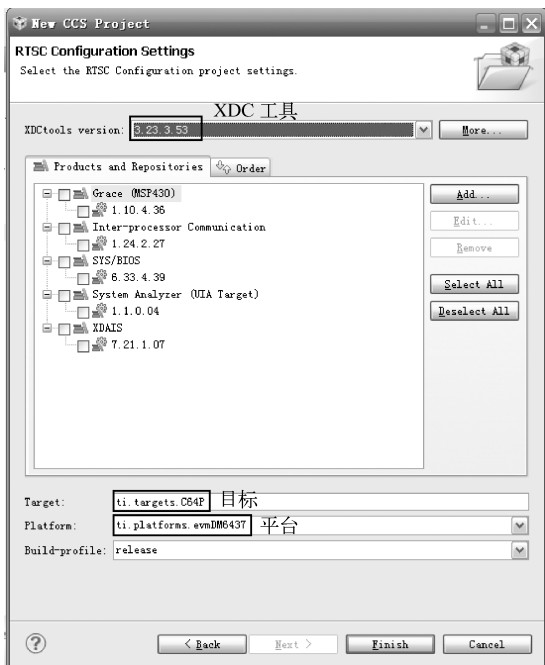 New CCS Project
RTSC Configuration Settings
Select the RTSC Configuration project settings.
XDC 工具
XDCtools version: 3.23.3.53 More...
Products and Repositories Order
Grace (MSP430) Add...
1.10.4.36 Edit...
Inter-processor Communication
1.24.2.27 Remove
SYS/BIOS
6.33.4.39 Select All
System Analyzer (UIA Target)
1.1.0.04 Deselect All
XDAIS
7.21.1.07
Target: ti.targets.C64P 目标
Platform: ti.platforms.evmDM6437 平台
Build-profile: release
? < Back Next > Finish Cancel